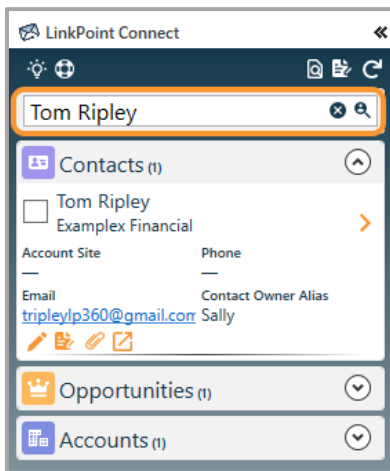 LinkPoint Connect
Tom Ripley
Contacts (1)
Tom Ripley
Examplex Financial
Account Site Phone
— —
Email Contact Owner Alias
tripleylp360@gmail.com Sally
Opportunities (1)
Accounts (1)